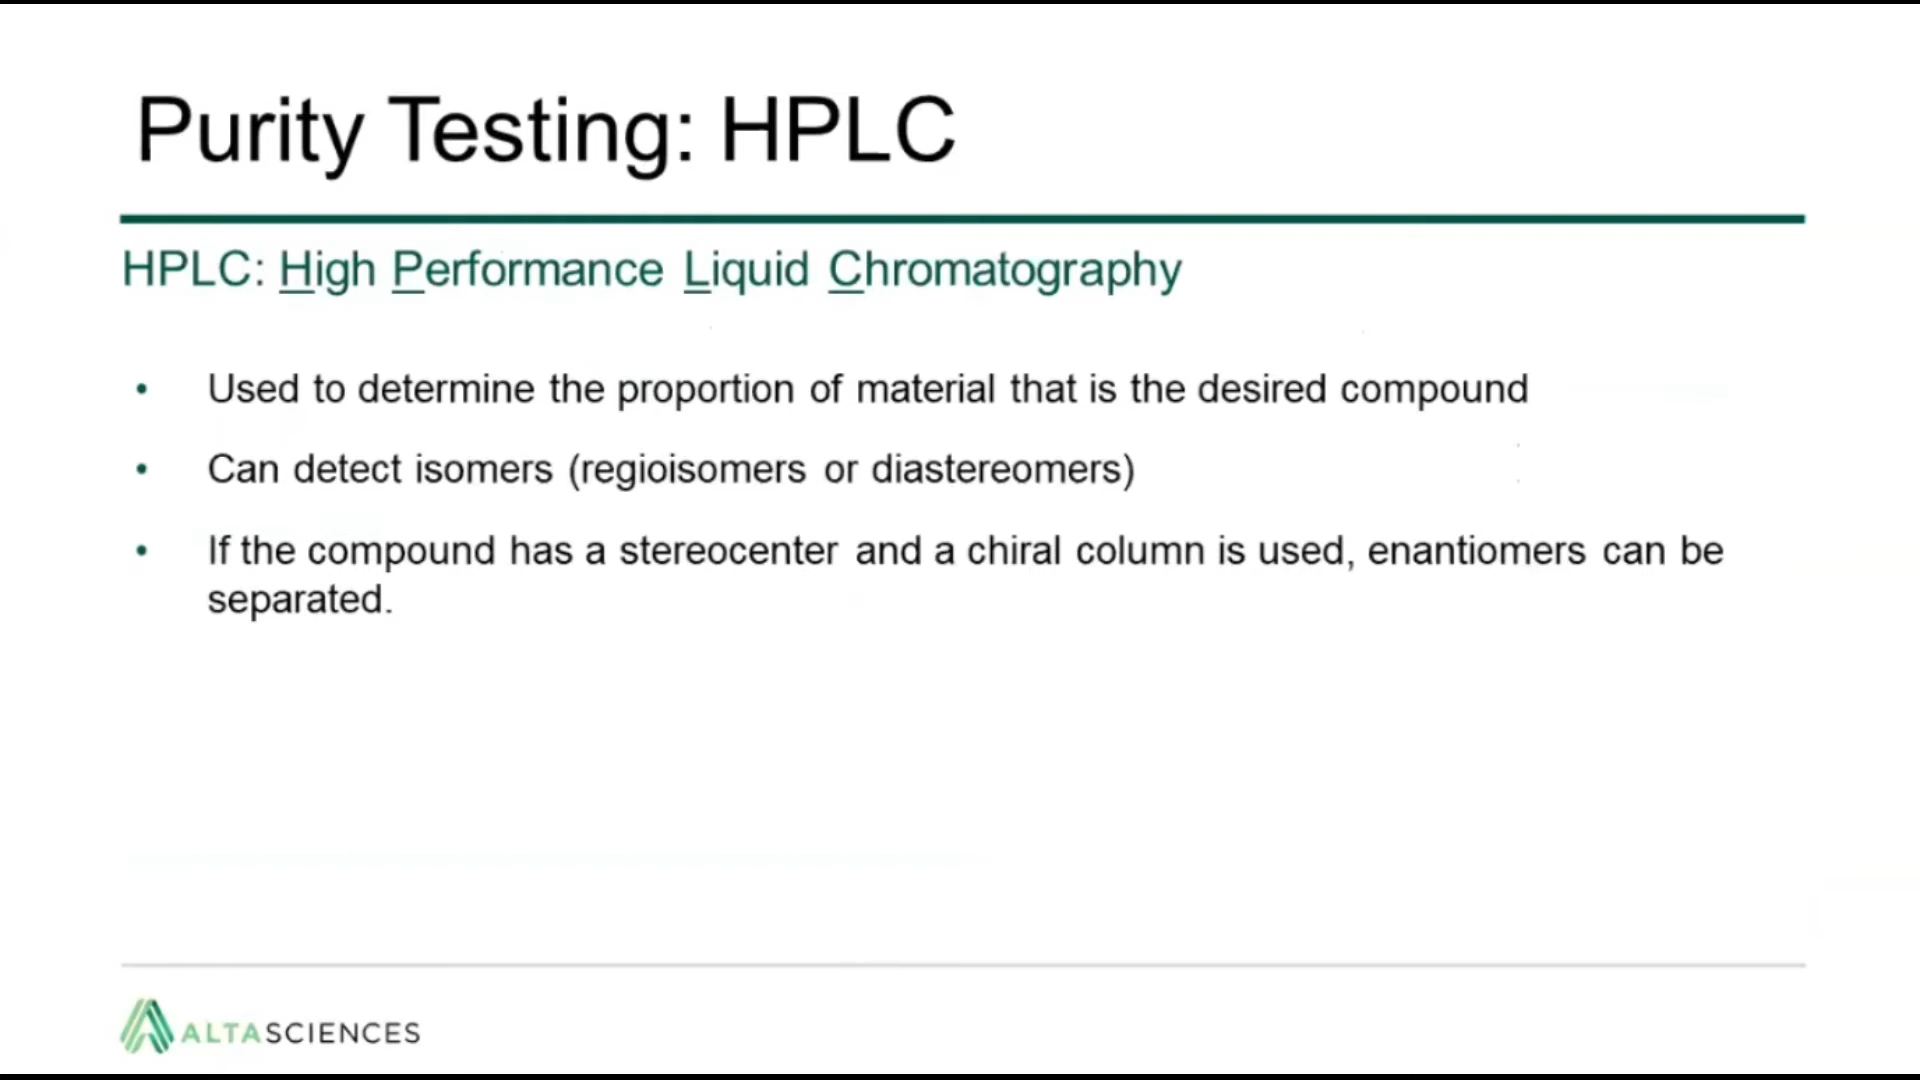 Purity Testing: HPLC
HPLC: High Performance Liquid Chromatography
• Used to determine the proportion of material that is the desired compound
• Can detect isomers (regioisomers or diastereomers)
• If the compound has a stereocenter and a chiral column is used, enantiomers can be
separated.
ALTASCIENCES